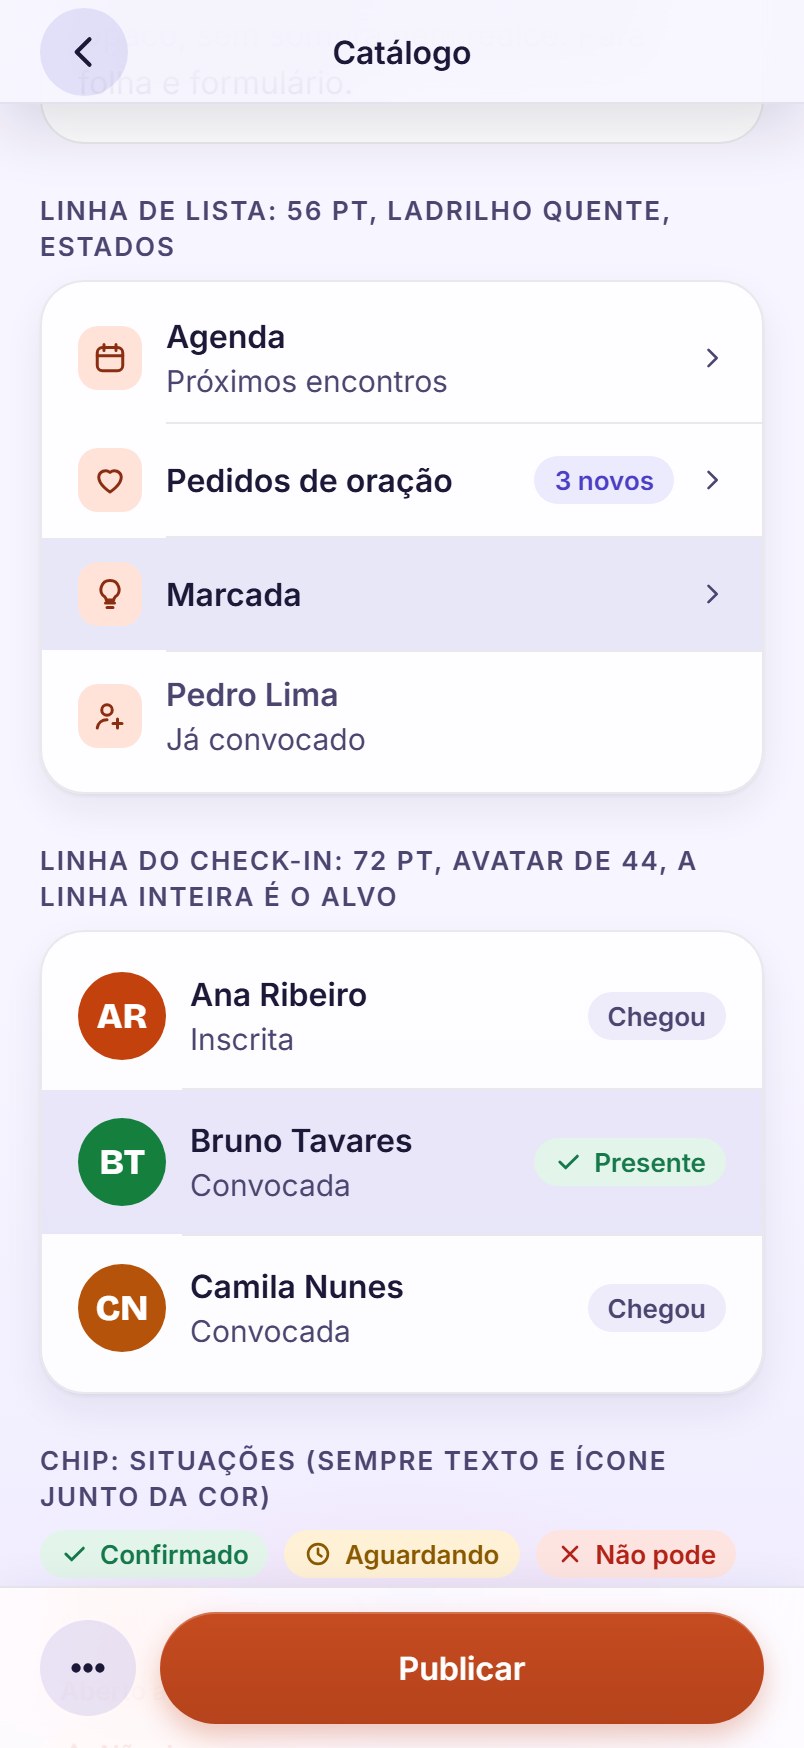 Catálogo
folha e formulário.
LINHA DE LISTA: 56 PT, LADRILHO QUENTE,
ESTADOS
Agenda
Próximos encontros
Pedidos de oração
3 novos
Marcada
Pedro Lima
Já convocado
LINHA DO CHECK-IN: 72 PT, AVATAR DE 44, A
LINHA INTEIRA É O ALVO
AR
Ana Ribeiro
Inscrita
Chegou
BT
Bruno Tavares
Convocada
Presente
CN
Camila Nunes
Convocada
Chegou
CHIP: SITUAÇÕES (SEMPRE TEXTO E ÍCONE
JUNTO DA COR)
Confirmado
Aguardando
Não pode
Publicar